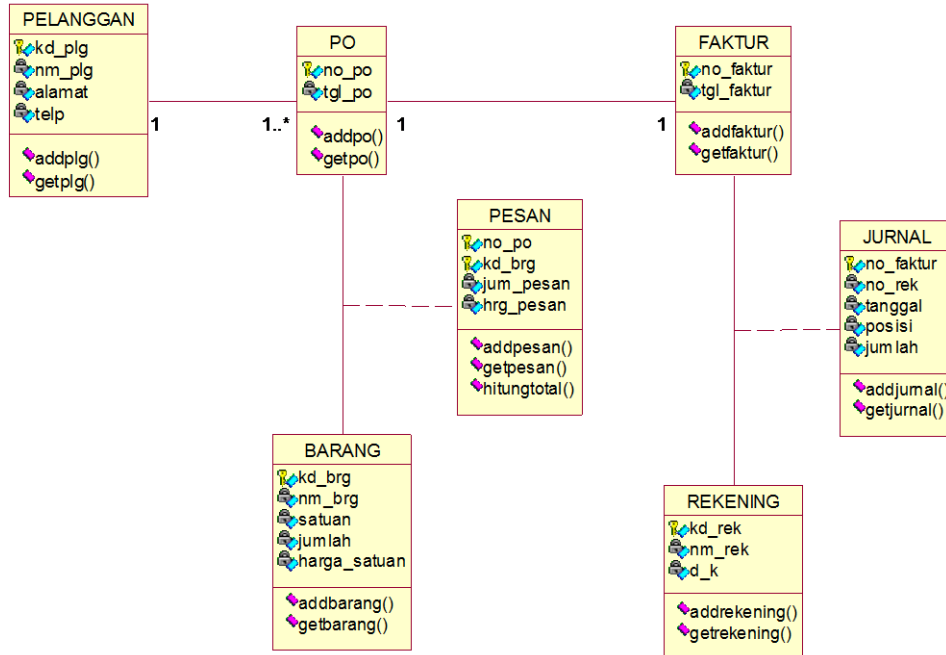 PELANGGAN
kd_plg
nm_plg
alamat
telp
addplg()
getplg()
1
1..*
PO
no_po
tgl_po
addpo()
getpo()
1
1
FAKTUR
no_faktur
tgl_faktur
addfaktur()
getfaktur()
PESAN
no_po
kd_brg
jum_pesan
hrg_pesan
addpesan()
getpesan()
hitungtotal()
JURNAL
no_faktur
no_rek
tanggal
posisi
jumlah
addjurnal()
getjurnal()
BARANG
kd_brg
nm_brg
satuan
jumlah
harga_satuan
addbarang()
getbarang()
REKENING
kd_rek
nm_rek
d_k
addrekening()
getrekening()